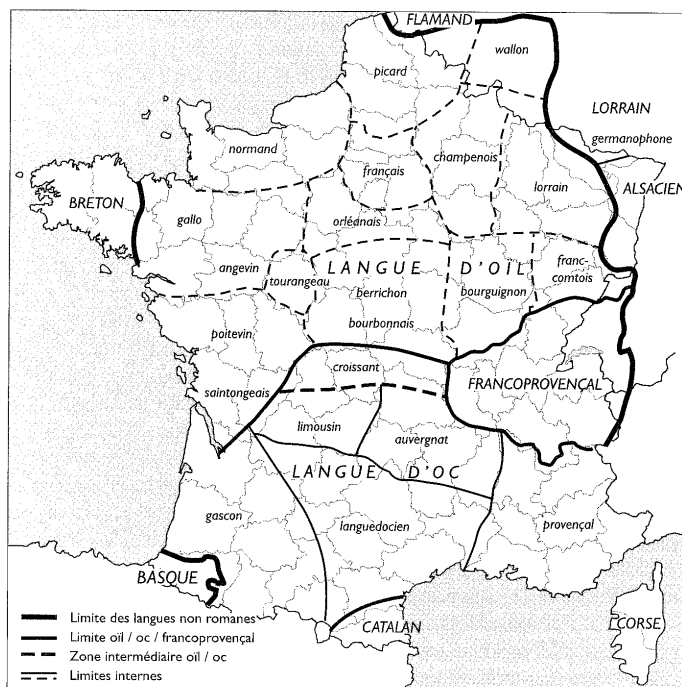 FLAMAND
wallon
picard
LORRAIN
germanophone
normand
champenois
français
lorrain
ALSACIEN
BRETON
gallo
orléanais
angevin
tourangeau
LANGUE D'OÏL
franc-
comtois
berrichon
bourguignon
bourbonnais
poitevin
croissant
FRANCOPROVENÇAL
saintongeais
limousin
auvergnat
LANGUE D'OC
gascon
languedocien
provençal
BASQUE
CATALAN
CORSE
Limite des langues non romanes
Limite oïl / oc / francoprovençal
Zone intermédiaire oïl / oc
Limites internes